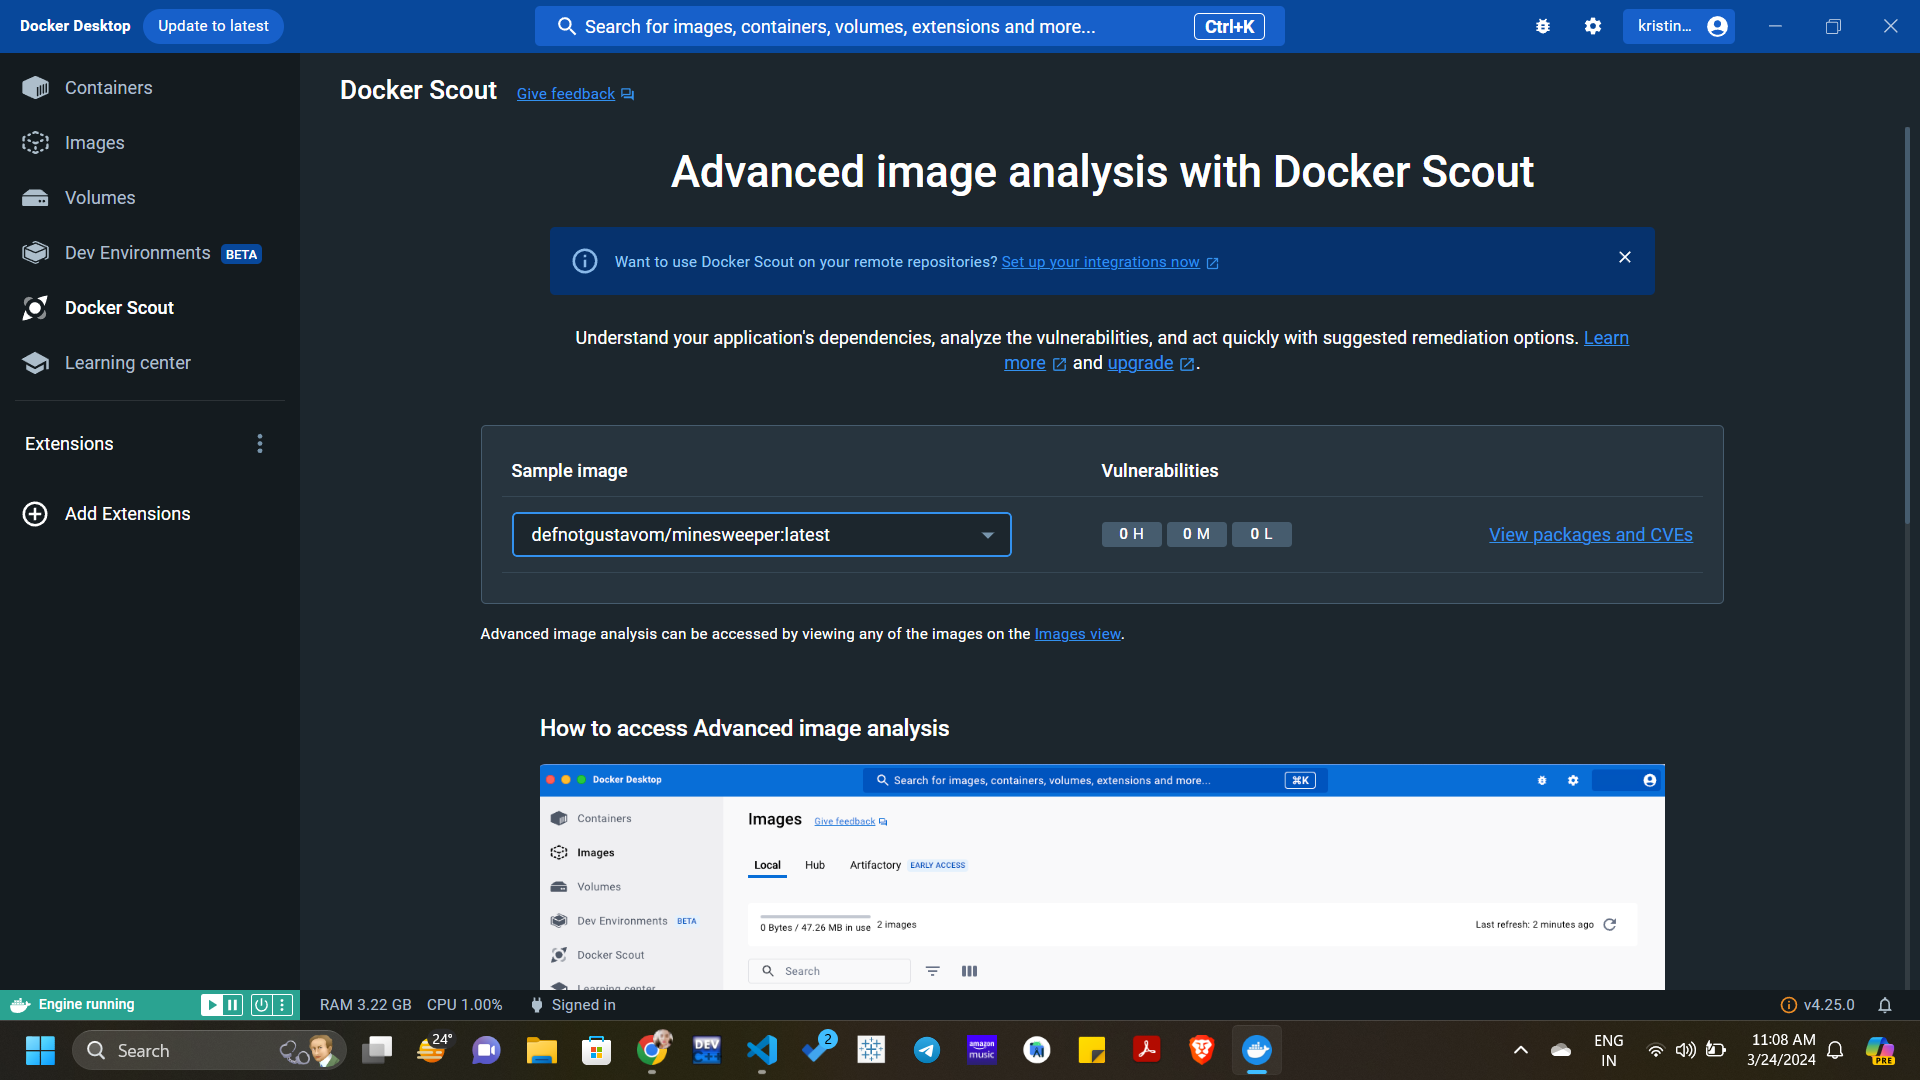 Docker Desktop
Update to latest
Search for images, containers, volumes, extensions and more...
Ctrl+K
kristin...
Containers
Images
Volumes
Dev Environments BETA
Docker Scout
Learning center
Extensions
Add Extensions
Docker Scout
Give feedback
Advanced image analysis with Docker Scout
Want to use Docker Scout on your remote repositories? Set up your integrations now
Understand your application's dependencies, analyze the vulnerabilities, and act quickly with suggested remediation options. Learn
more and upgrade .
Sample image
Vulnerabilities
defnotgustavom/minesweeper:latest
0 H
0 M
0 L
View packages and CVEs
Advanced image analysis can be accessed by viewing any of the images on the Images view.
How to access Advanced image analysis
Docker Desktop
Search for images, containers, volumes, extensions and more...
⌘K
Containers
Images
Volumes
Dev Environments BETA
Docker Scout
Learning center
Images
Give feedback
Local
Hub
Artifactory
EARLY ACCESS
0 Bytes / 47.26 MB in use
2 images
Last refresh: 2 minutes ago
Search
Engine running
RAM 3.22 GB
CPU 1.00%
Signed in
v4.25.0
Search
24°
DEV
C++
2
amazon
music
ENG
IN
11:08 AM
3/24/2024
PRE